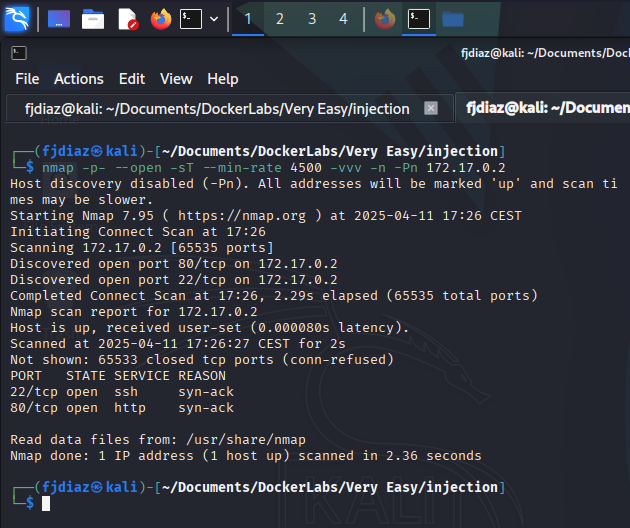 1 2 3 4
fjdiaz@kali: ~/Documents/Doc
File Actions Edit View Help
fjdiaz@kali: ~/Documents/DockerLabs/Very Easy/injection
fjdiaz@kali: ~/Documen
┌──(fjdiaz㉿kali)-[~/Documents/DockerLabs/Very Easy/injection]
└─$ nmap -p- --open -sT --min-rate 4500 -vvv -n -Pn 172.17.0.2
Host discovery disabled (-Pn). All addresses will be marked 'up' and scan ti
mes may be slower.
Starting Nmap 7.95 ( https://nmap.org ) at 2025-04-11 17:26 CEST
Initiating Connect Scan at 17:26
Scanning 172.17.0.2 [65535 ports]
Discovered open port 80/tcp on 172.17.0.2
Discovered open port 22/tcp on 172.17.0.2
Completed Connect Scan at 17:26, 2.29s elapsed (65535 total ports)
Nmap scan report for 172.17.0.2
Host is up, received user-set (0.000080s latency).
Scanned at 2025-04-11 17:26:27 CEST for 2s
Not shown: 65533 closed tcp ports (conn-refused)
PORT   STATE SERVICE REASON
22/tcp open  ssh     syn-ack
80/tcp open  http    syn-ack
Read data files from: /usr/share/nmap
Nmap done: 1 IP address (1 host up) scanned in 2.36 seconds
┌──(fjdiaz㉿kali)-[~/Documents/DockerLabs/Very Easy/injection]
└─$
KALI